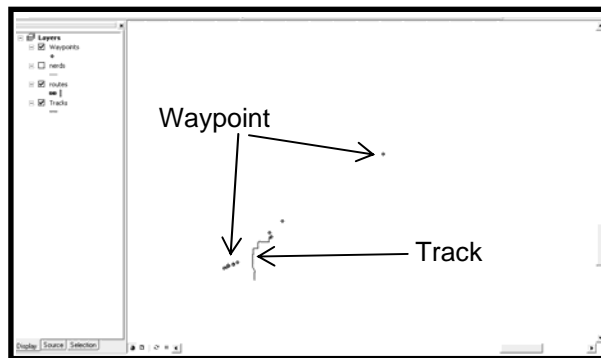 Layers
Waypoints
nerds
routes
Tracks
Waypoint
Track
Display Source Selection